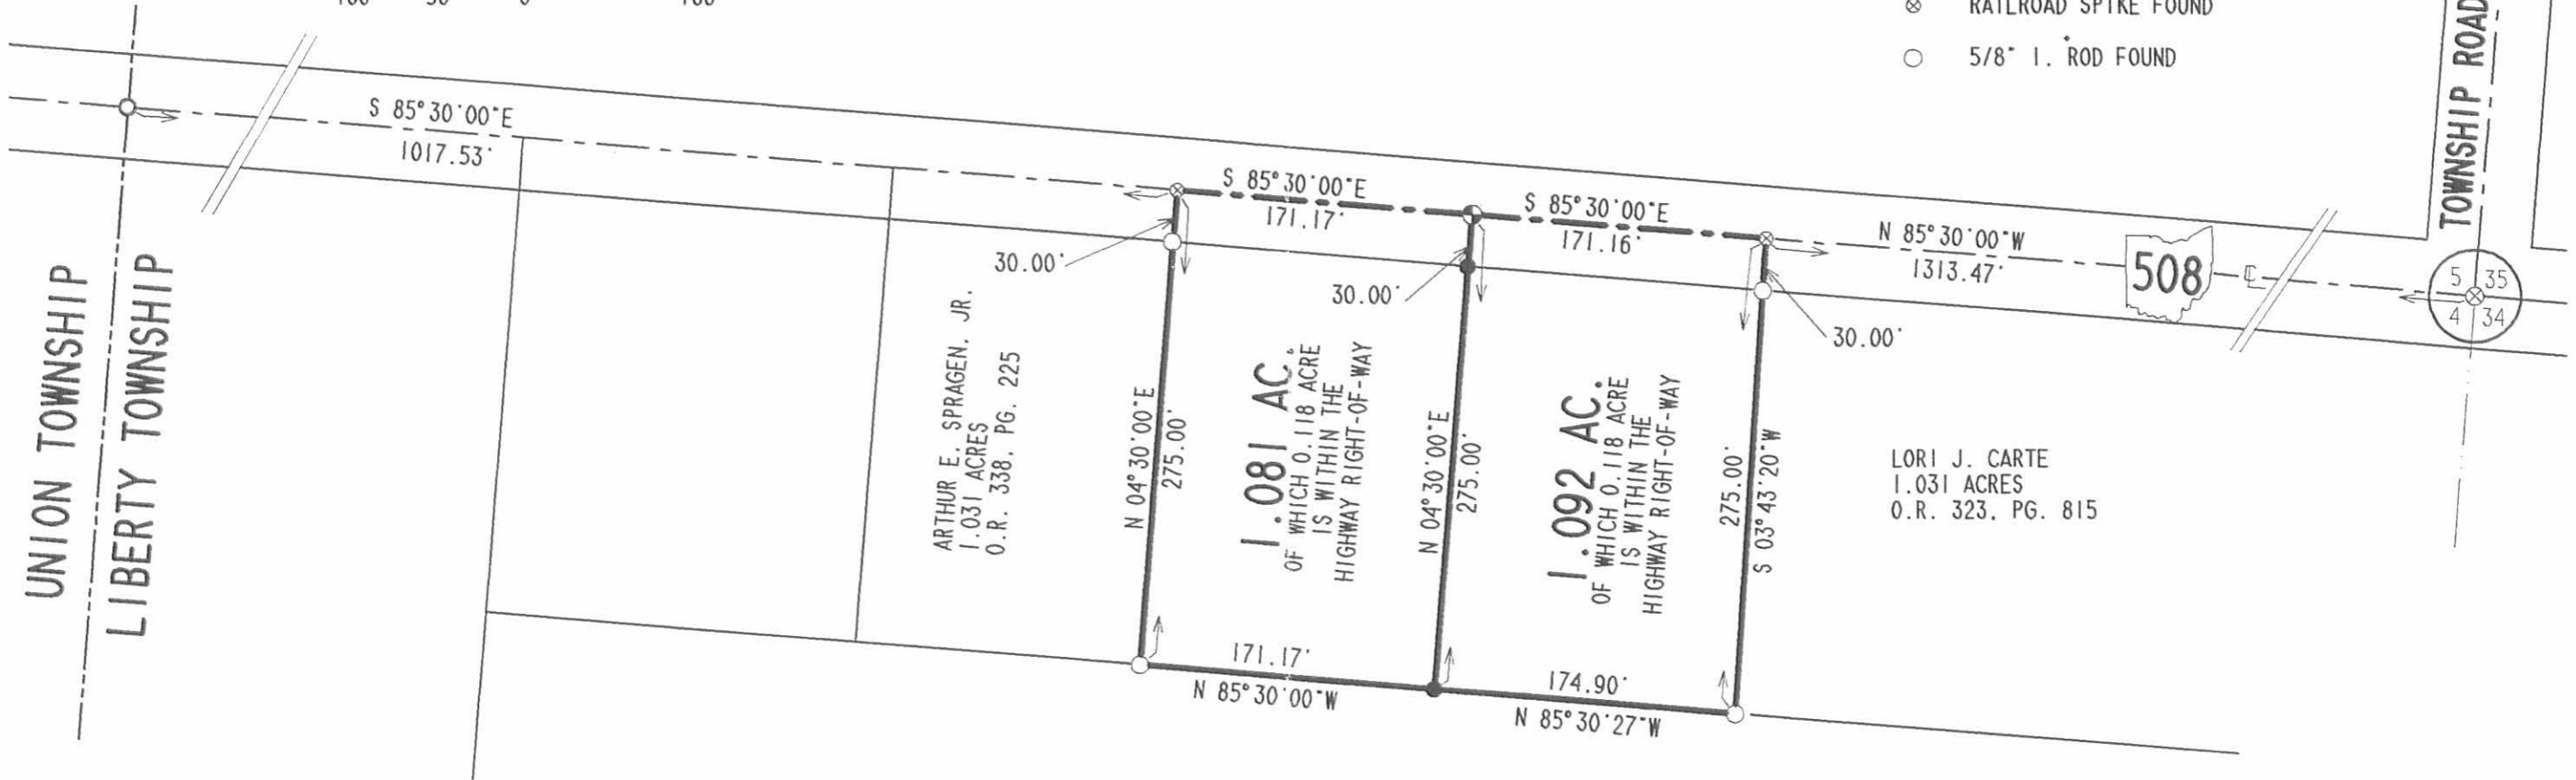 RAILROAD SPIKE FOUND
5/8" I. ROD FOUND
TOWNSHIP ROAD
S 85°30'00"E
1017.53'
S 85°30'00"E
171.17'
S 85°30'00"E
171.16'
N 85°30'00"W
1313.47'
508
℄
5 35
4 34
30.00'
30.00'
30.00'
UNION TOWNSHIP
LIBERTY TOWNSHIP
ARTHUR E. SPRAGEN, JR.
1.031 ACRES
O.R. 338, PG. 225
N 04°30'00"E
275.00'
1.081 AC.
OF WHICH 0.118 ACRE
IS WITHIN THE
HIGHWAY RIGHT-OF-WAY
N 04°30'00"E
275.00'
1.092 AC.
OF WHICH 0.118 ACRE
IS WITHIN THE
HIGHWAY RIGHT-OF-WAY
275.00'
S 03°43'20"W
LORI J. CARTE
1.031 ACRES
O.R. 323, PG. 815
171.17'
N 85°30'00"W
174.90'
N 85°30'27"W